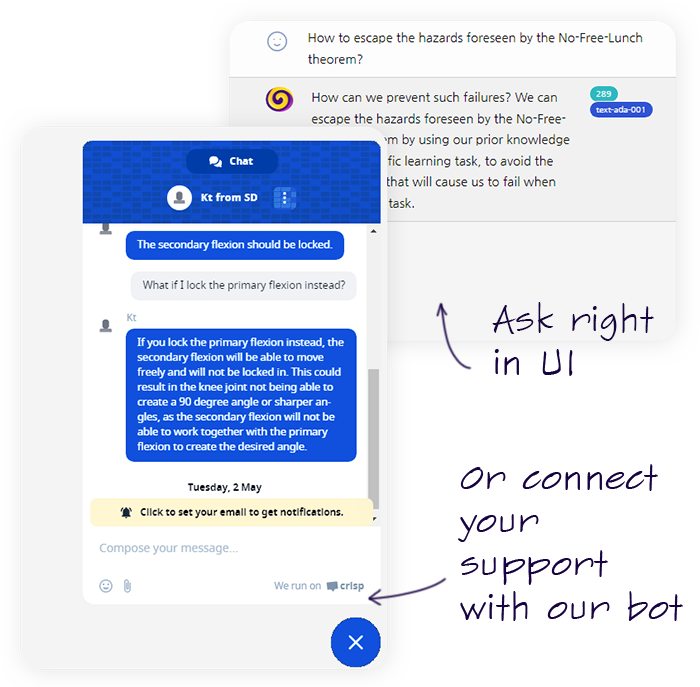 How to escape the hazards foreseen by the No-Free-Lunch
theorem?
How can we prevent such failures? We can
escape the hazards foreseen by the No-Free-
em by using our prior knowledge
fic learning task, to avoid the
that will cause us to fail when
task.
289
text-ada-001
Chat
Kt from SD
The secondary flexion should be locked.
What if I lock the primary flexion instead?
Kt
If you lock the primary flexion instead, the
secondary flexion will be able to move
freely and will not be locked in. This could
result in the knee joint not being able to
create a 90 degree angle or sharper an-
gles, as the secondary flexion will not be
able to work together with the primary
flexion to create the desired angle.
Tuesday, 2 May
Click to set your email to get notifications.
Compose your message...
We run on crisp
Ask right
in UI
Or connect
your
support
with our bot